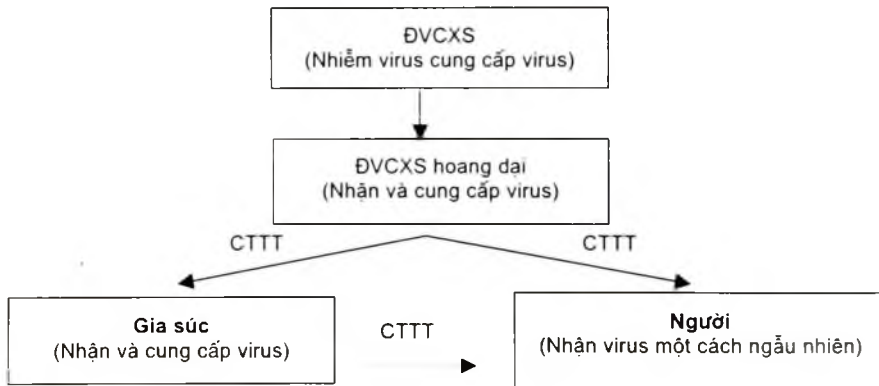 ĐVCXS
(Nhiễm virus cung cấp virus)
ĐVCXS hoang dại
(Nhận và cung cấp virus)
CTTT
CTTT
Gia súc
(Nhận và cung cấp virus)
CTTT
Người
(Nhận virus một cách ngẫu nhiên)